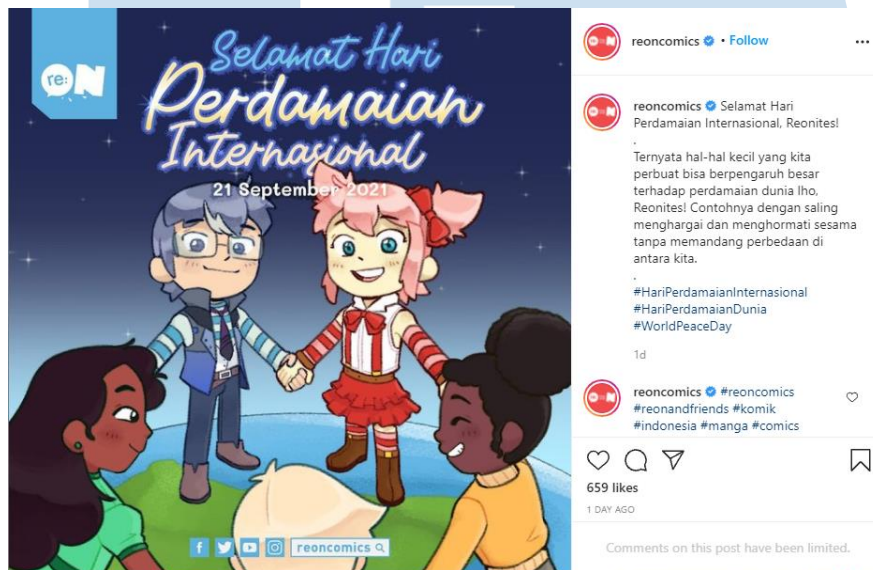 re:N
Selamat Hari
Perdamaian
Internasional
21 September 2021
reoncomics
reoncomics • Follow
reoncomics Selamat Hari
Perdamaian Internasional, Reonites!
.
Ternyata hal-hal kecil yang kita
perbuat bisa berpengaruh besar
terhadap perdamaian dunia lho,
Reonites! Contohnya dengan saling
menghargai dan menghormati sesama
tanpa memandang perbedaan di
antara kita.
.
#HariPerdamaianInternasional
#HariPerdamaianDunia
#WorldPeaceDay
1d
reoncomics #reoncomics
#reonandfriends #komik
#indonesia #manga #comics
659 likes
1 DAY AGO
Comments on this post have been limited.